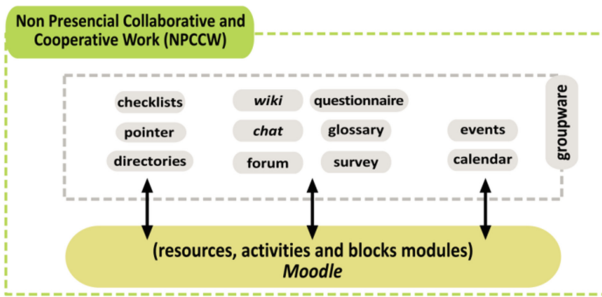 Non Presencial Collaborative and
Cooperative Work (NPCCW)
groupware
checklists
pointer
directories
wiki
chat
forum
questionnaire
glossary
survey
events
calendar
(resources, activities and blocks modules)
Moodle